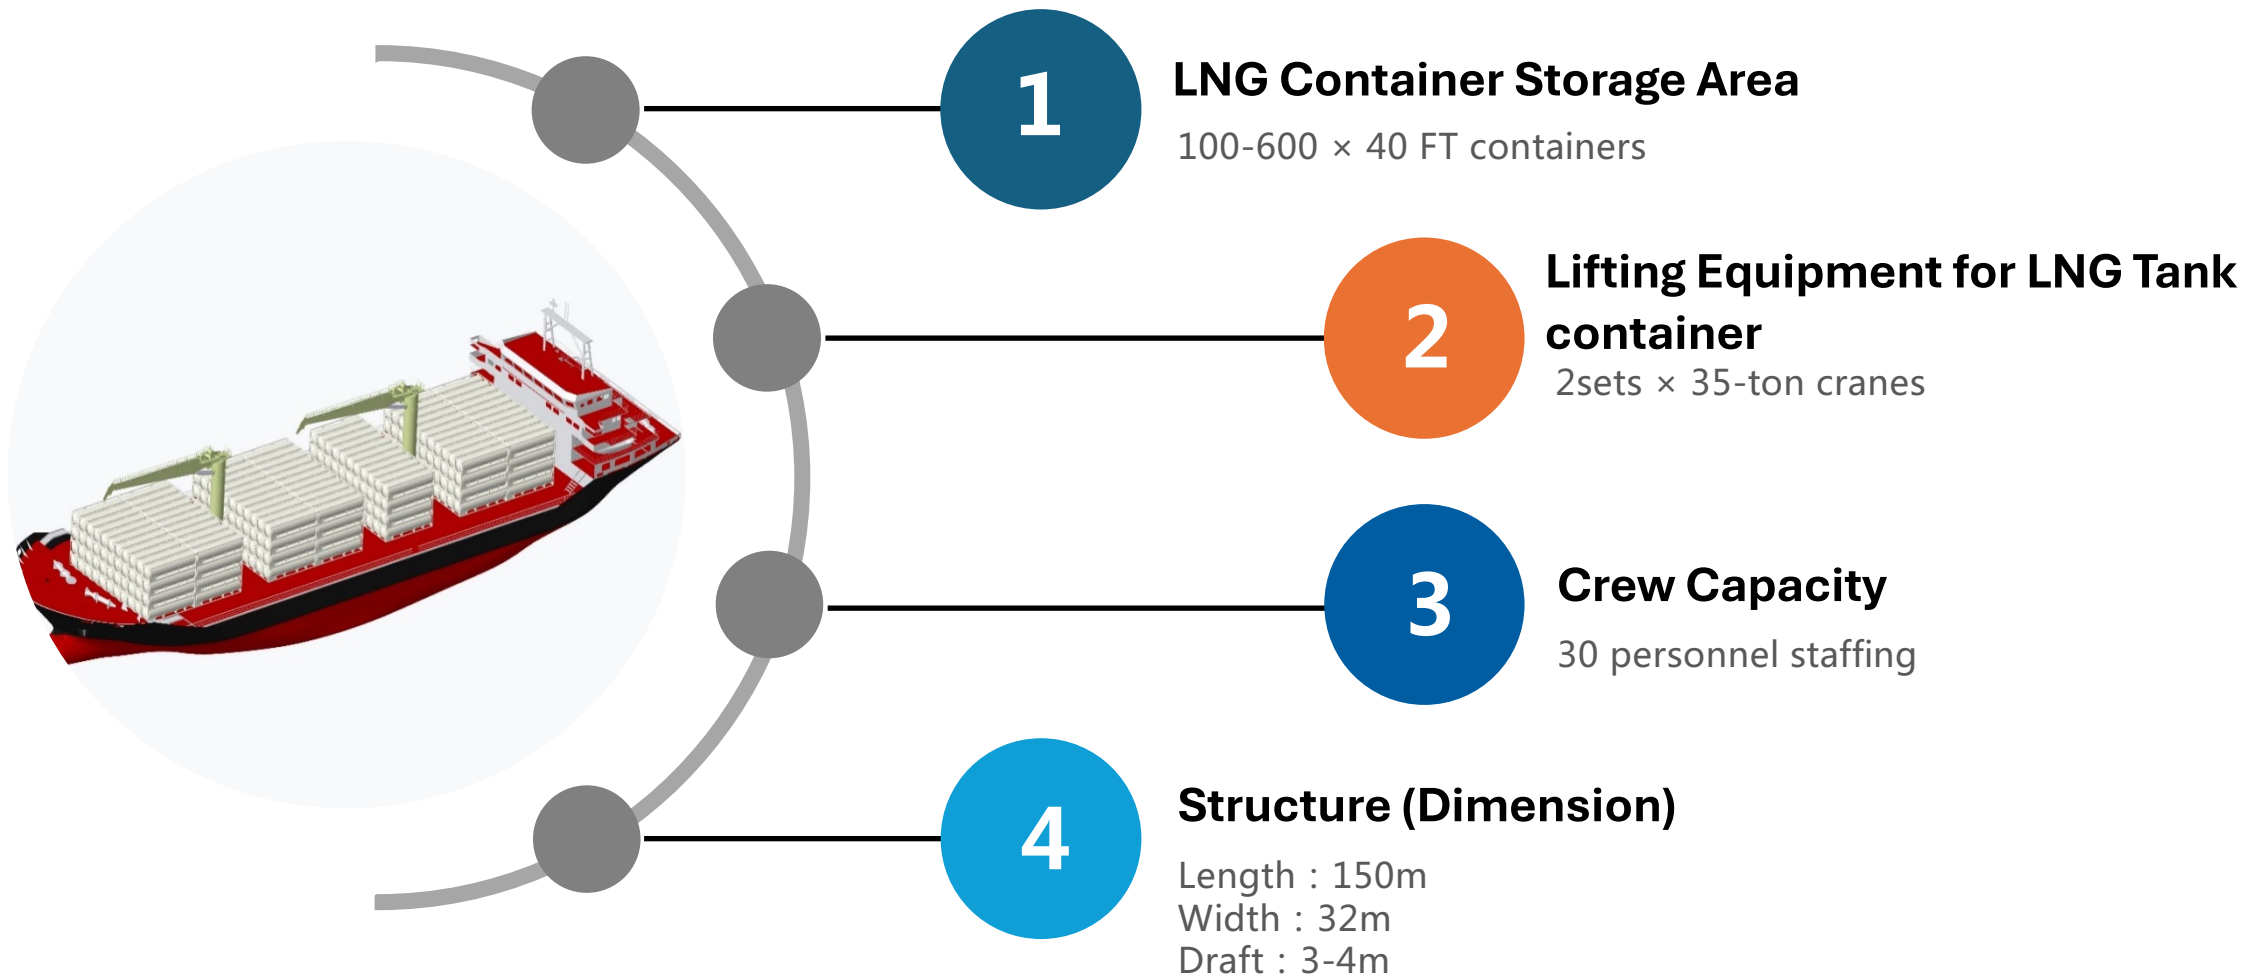 1
LNG Container Storage Area
100-600 × 40 FT containers
2
Lifting Equipment for LNG Tank
container
2sets × 35-ton cranes
3
Crew Capacity
30 personnel staffing
4
Structure (Dimension)
Length：150m
Width：32m
Draft：3-4m